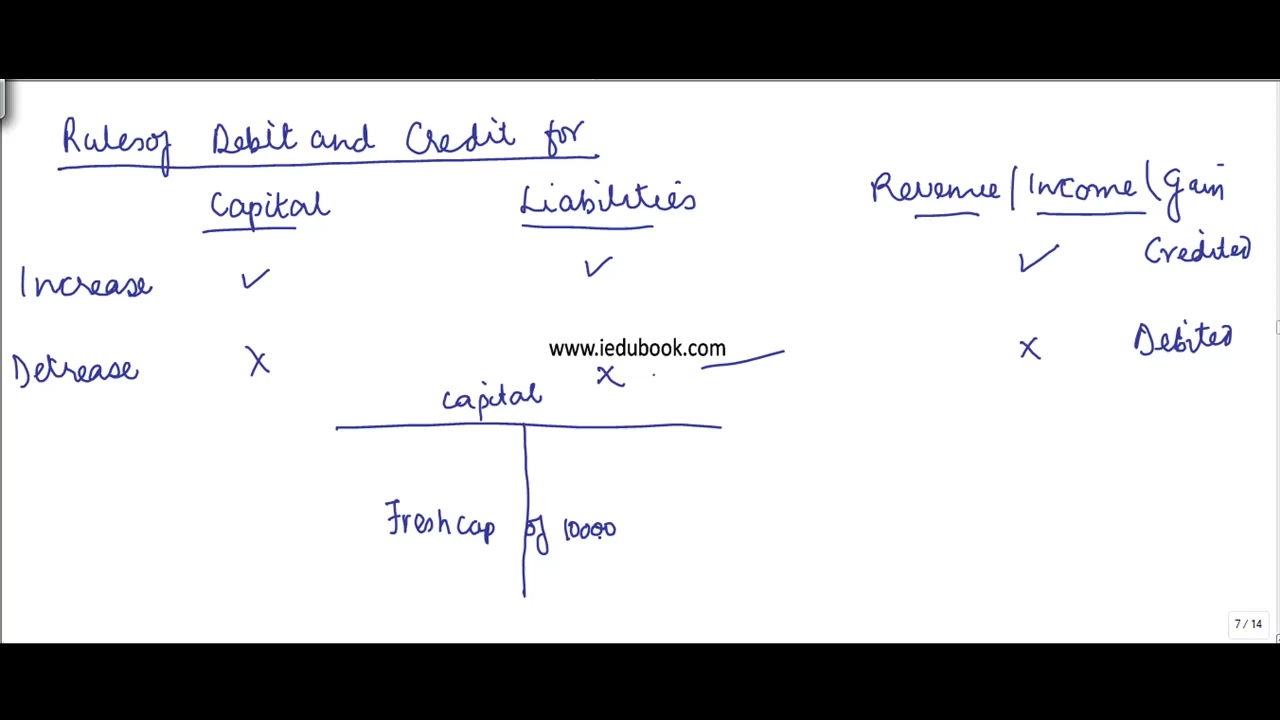 Rules of Debit and Credit for
Capital Liabilities Revenue / Income / Gain
Increase ✓ ✓ ✓ Credited
Decrease X X X Debited
www.iedubook.com
Capital
Fresh cap of 10000
7 / 14